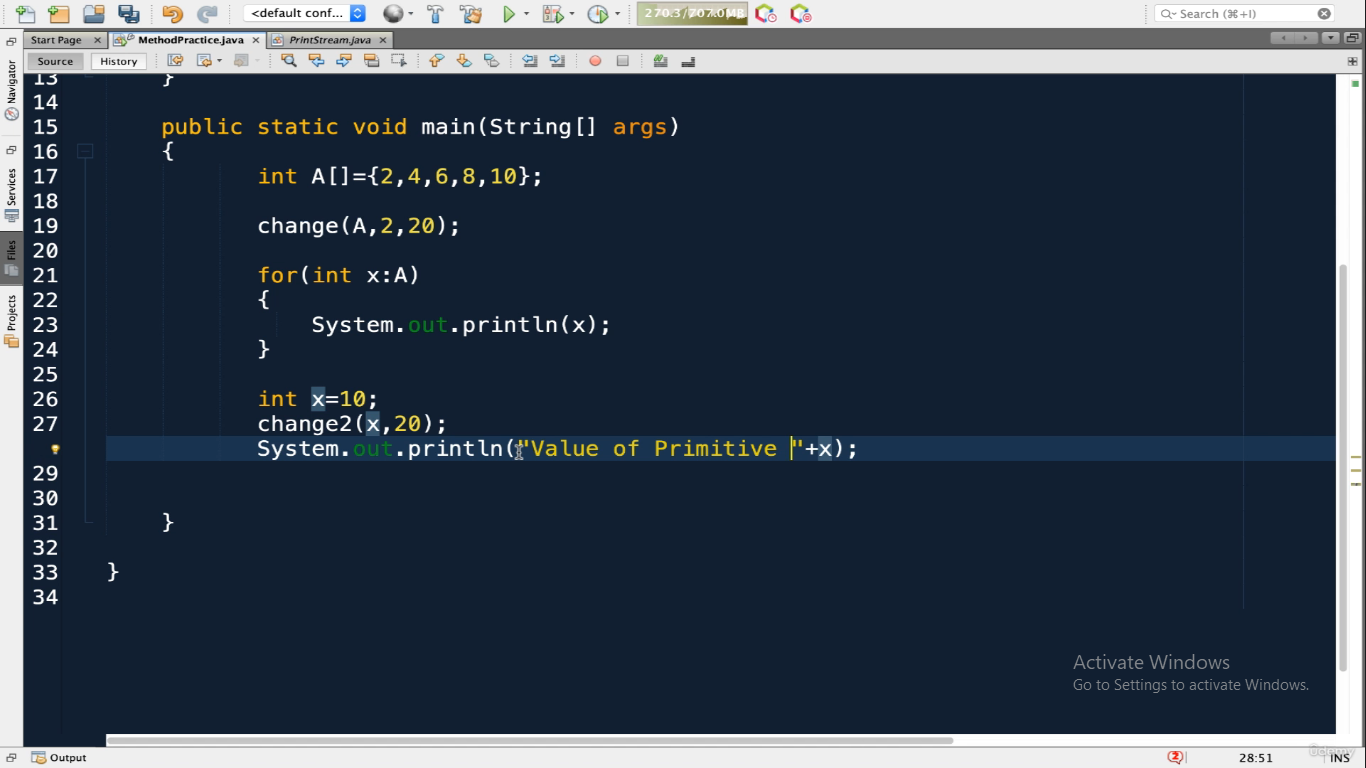 <default conf...
270.3/707.0MB
Search (⌘+I)
Start Page
MethodPractice.java
PrintStream.java
Source
History
Navigator
Services
Files
Projects
13 }
14
15 public static void main(String[] args)
16 {
17 int A[]={2,4,6,8,10};
18
19 change(A,2,20);
20
21 for(int x:A)
22 {
23 System.out.println(x);
24 }
25
26 int x=10;
27 change2(x,20);
System.out.println("Value of Primitive "+x);
29
30
31 }
32
33 }
34
Activate Windows
Go to Settings to activate Windows.
Output
2
28:51
INS
ûdemy